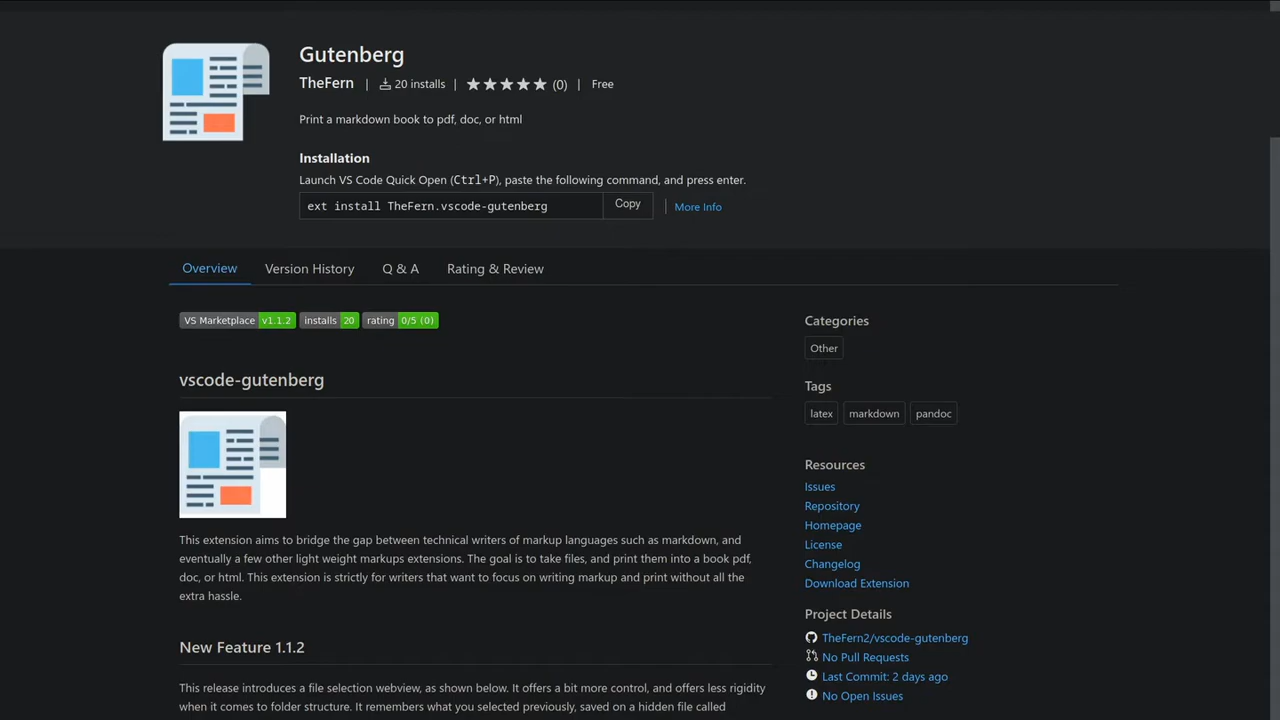 Gutenberg
TheFern | 20 installs | (0) | Free
Print a markdown book to pdf, doc, or html
Installation
Launch VS Code Quick Open (Ctrl+P), paste the following command, and press enter.
ext install TheFern.vscode-gutenberg Copy | More Info
Overview Version History Q & A Rating & Review
VS Marketplace v1.1.2 installs 20 rating 0/5 (0)
vscode-gutenberg
This extension aims to bridge the gap between technical writers of markup languages such as markdown, and
eventually a few other light weight markups extensions. The goal is to take files, and print them into a book pdf,
doc, or html. This extension is strictly for writers that want to focus on writing markup and print without all the
extra hassle.
New Feature 1.1.2
This release introduces a file selection webview, as shown below. It offers a bit more control, and offers less rigidity
when it comes to folder structure. It remembers what you selected previously, saved on a hidden file called
Categories
Other
Tags
latex markdown pandoc
Resources
Issues
Repository
Homepage
License
Changelog
Download Extension
Project Details
TheFern2/vscode-gutenberg
No Pull Requests
Last Commit: 2 days ago
No Open Issues